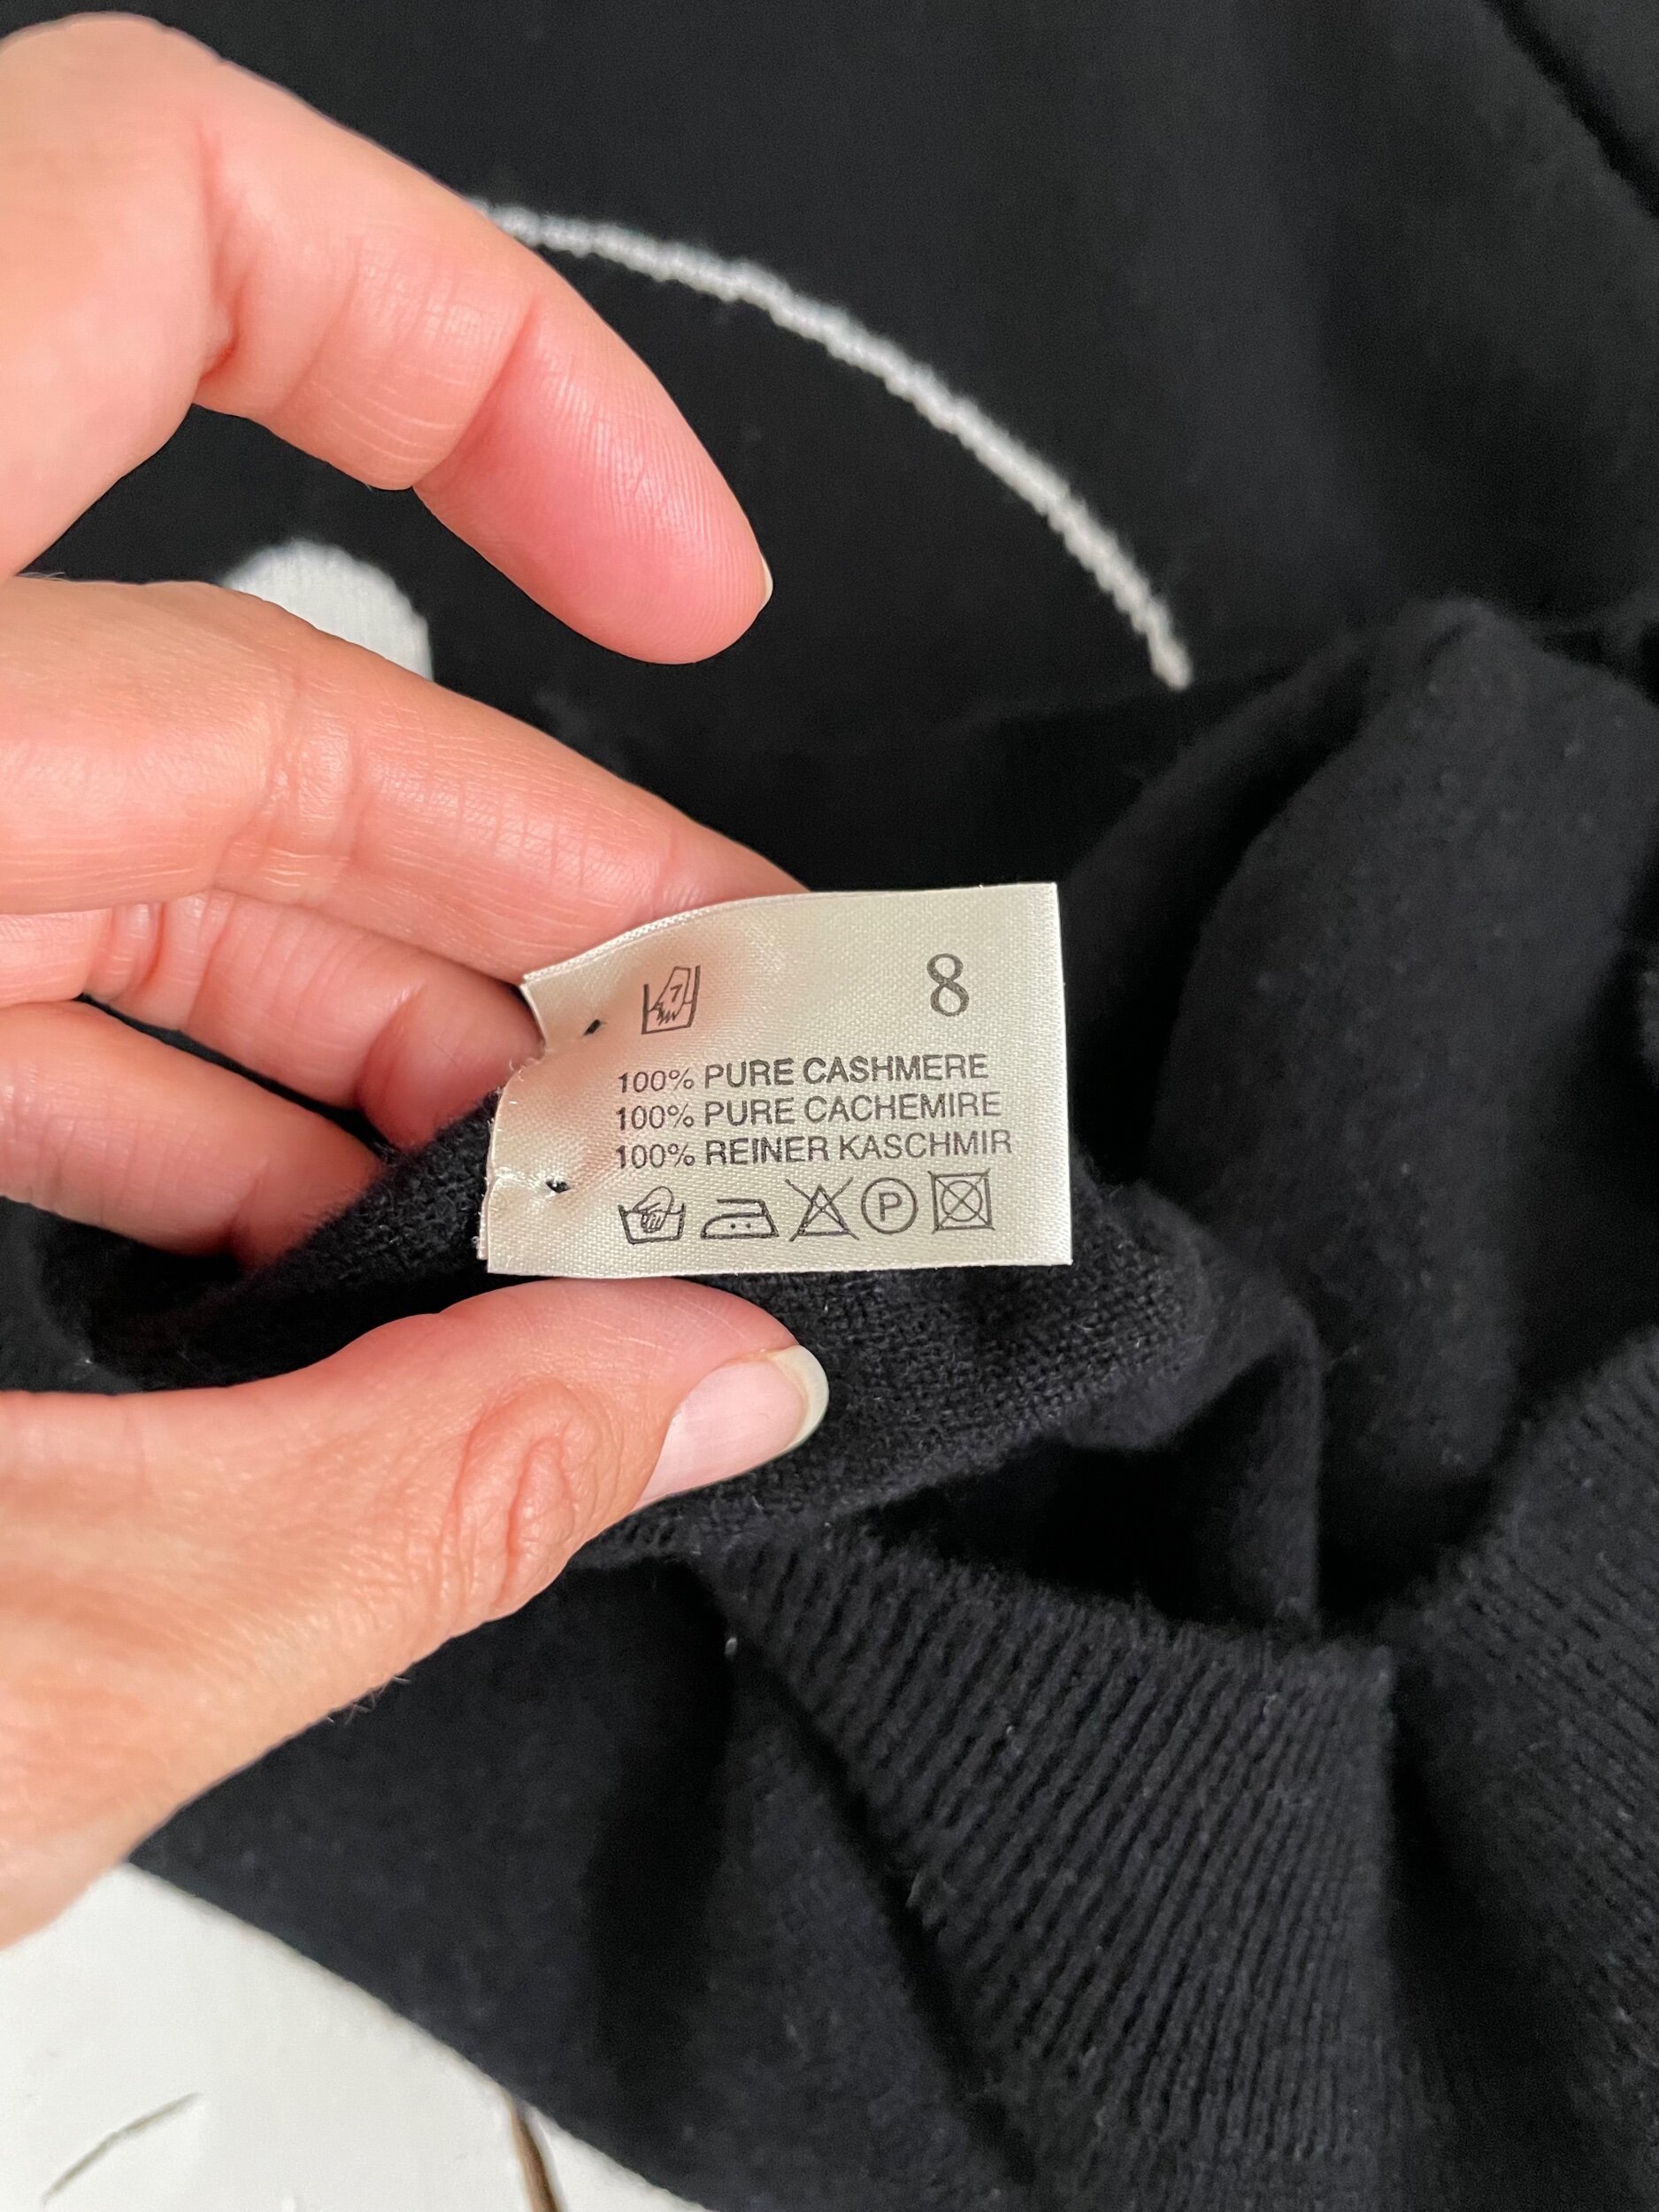 8
100% PURE CASHMERE
100% PURE CACHEMIRE
100% REINER KASCHMIR
P